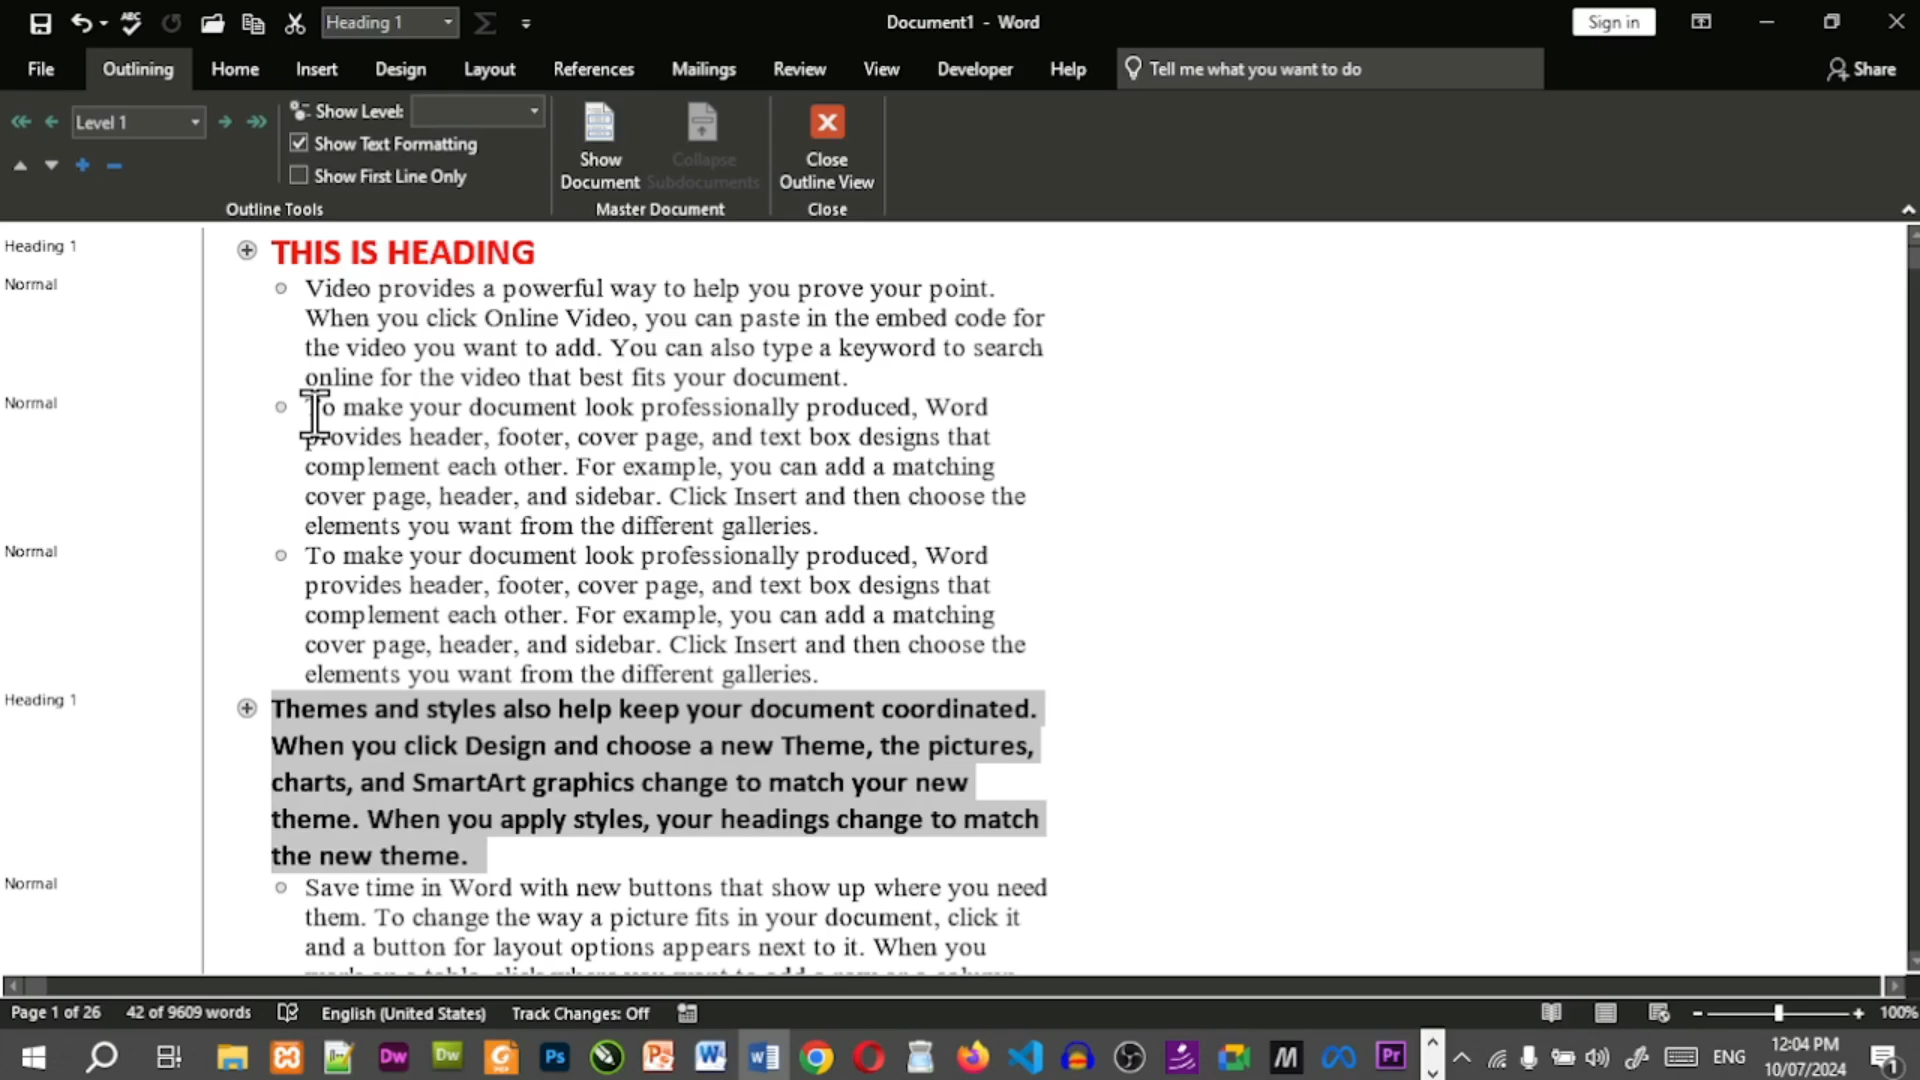 Heading 1
Document1 - Word
Sign in
File Outlining Home Insert Design Layout References Mailings Review View Developer Help Tell me what you want to do Share
Level 1
Show Level:
Show Text Formatting
Show First Line Only
Outline Tools
Show
Document
Collapse
Subdocuments
Master Document
Close
Outline View
Close
Heading 1
THIS IS HEADING
Normal
Video provides a powerful way to help you prove your point.
When you click Online Video, you can paste in the embed code for
the video you want to add. You can also type a keyword to search
online for the video that best fits your document.
Normal
To make your document look professionally produced, Word
provides header, footer, cover page, and text box designs that
complement each other. For example, you can add a matching
cover page, header, and sidebar. Click Insert and then choose the
elements you want from the different galleries.
Normal
To make your document look professionally produced, Word
provides header, footer, cover page, and text box designs that
complement each other. For example, you can add a matching
cover page, header, and sidebar. Click Insert and then choose the
elements you want from the different galleries.
Heading 1
Themes and styles also help keep your document coordinated.
When you click Design and choose a new Theme, the pictures,
charts, and SmartArt graphics change to match your new
theme. When you apply styles, your headings change to match
the new theme.
Normal
Save time in Word with new buttons that show up where you need
them. To change the way a picture fits in your document, click it
and a button for layout options appears next to it. When you
Page 1 of 26 42 of 9609 words English (United States) Track Changes: Off 100%
ENG
12:04 PM
10/07/2024